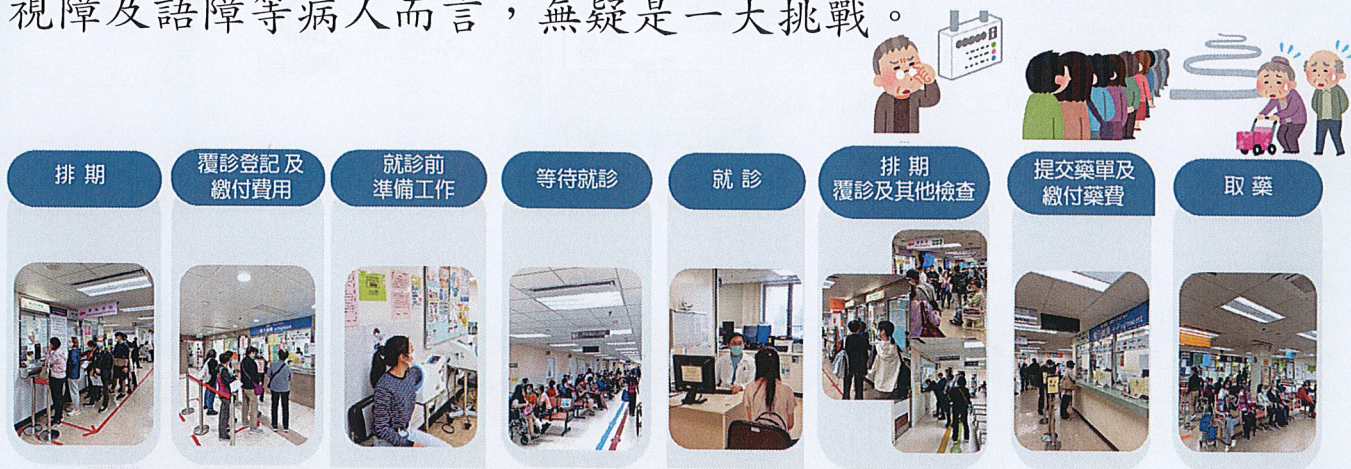 視障及語障等病人而言，無疑是一大挑戰。
排期
覆診登記及
繳付費用
就診前
準備工作
等待就診
就診
排期
覆診及其他檢查
提交藥單及
繳付藥費
取藥